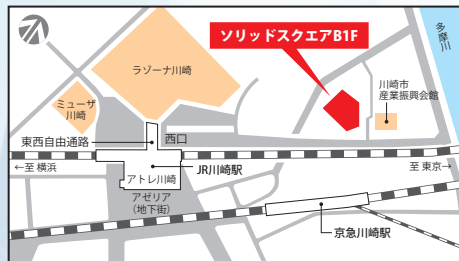 ソリッドスクエアB1F
多摩川
ラゾーナ川崎
ミューザ
川崎
川崎市
産業振興会館
東西自由通路
西口
←至 横浜
JR川崎駅
至 東京→
アトレ川崎
アゼリア
(地下街)
京急川崎駅